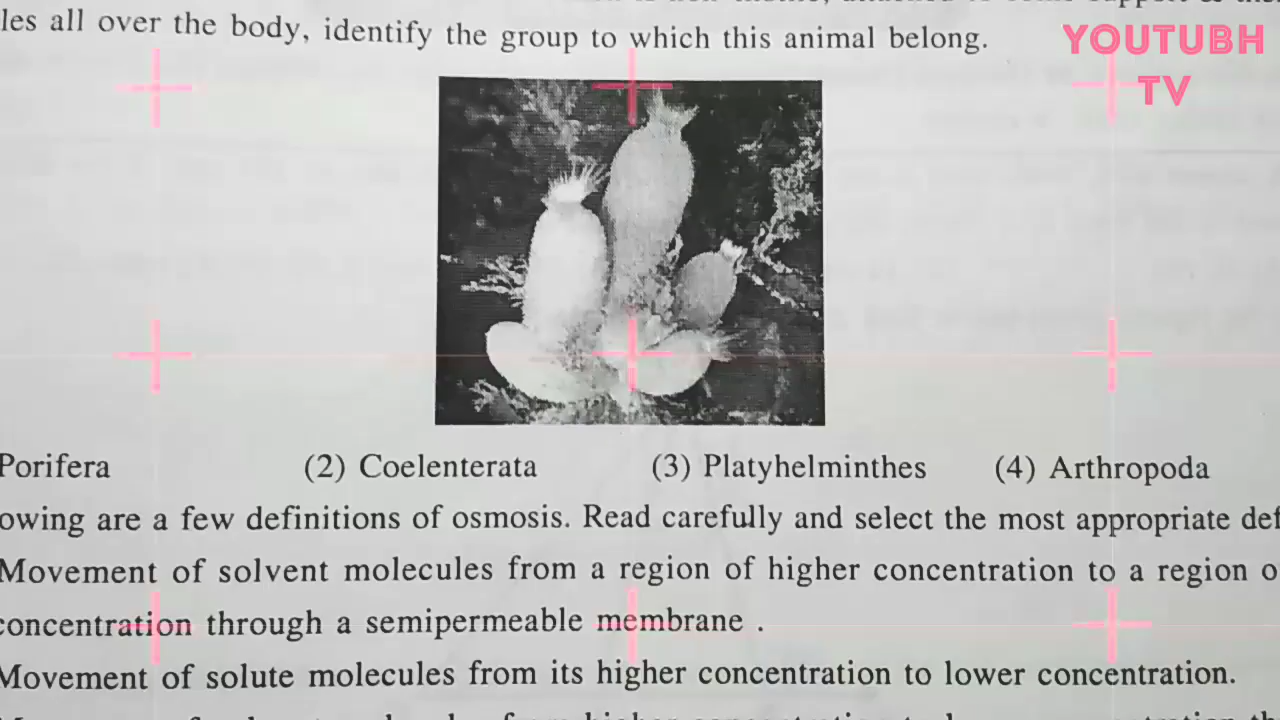 les all over the body, identify the group to which this animal belong.
YOUTUBH
TV
Porifera (2) Coelenterata (3) Platyhelminthes (4) Arthropoda
owing are a few definitions of osmosis. Read carefully and select the most appropriate def
Movement of solvent molecules from a region of higher concentration to a region o
concentration through a semipermeable membrane .
Movement of solute molecules from its higher concentration to lower concentration.